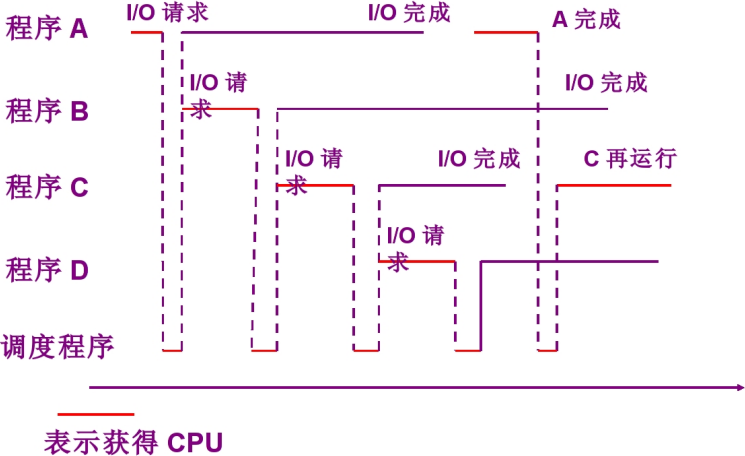 I/O 请求
I/O 完成
A 完成
程序 A
I/O 请
求
I/O 完成
程序 B
I/O 请
求
I/O 完成
C 再运行
程序 C
I/O 请
求
程序 D
调度程序
表示获得 CPU